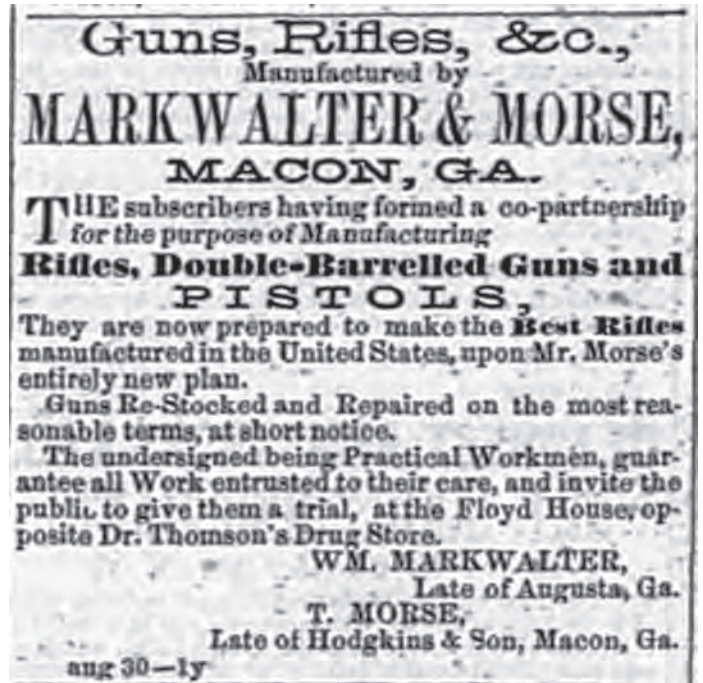 Guns, Rifles, &c.,
Manufactured by
MARKWALTER & MORSE,
MACON, GA.
THE subscribers having formed a co-partnership
for the purpose of Manufacturing
Rifles, Double-Barrelled Guns and
PISTOLS,
They are now prepared to make the Best Rifles
manufactured in the United States, upon Mr. Morse's
entirely new plan.
Guns Re-Stocked and Repaired on the most rea-
sonable terms, at short notice.
The undersigned being Practical Workmen, guar-
antee all Work entrusted to their care, and invite the
public to give them a trial, at the Floyd House, op-
posite Dr. Thomson's Drug Store.
WM. MARKWALTER,
Late of Augusta, Ga.
T. MORSE,
Late of Hodgkins & Son, Macon, Ga.
aug 30—1y